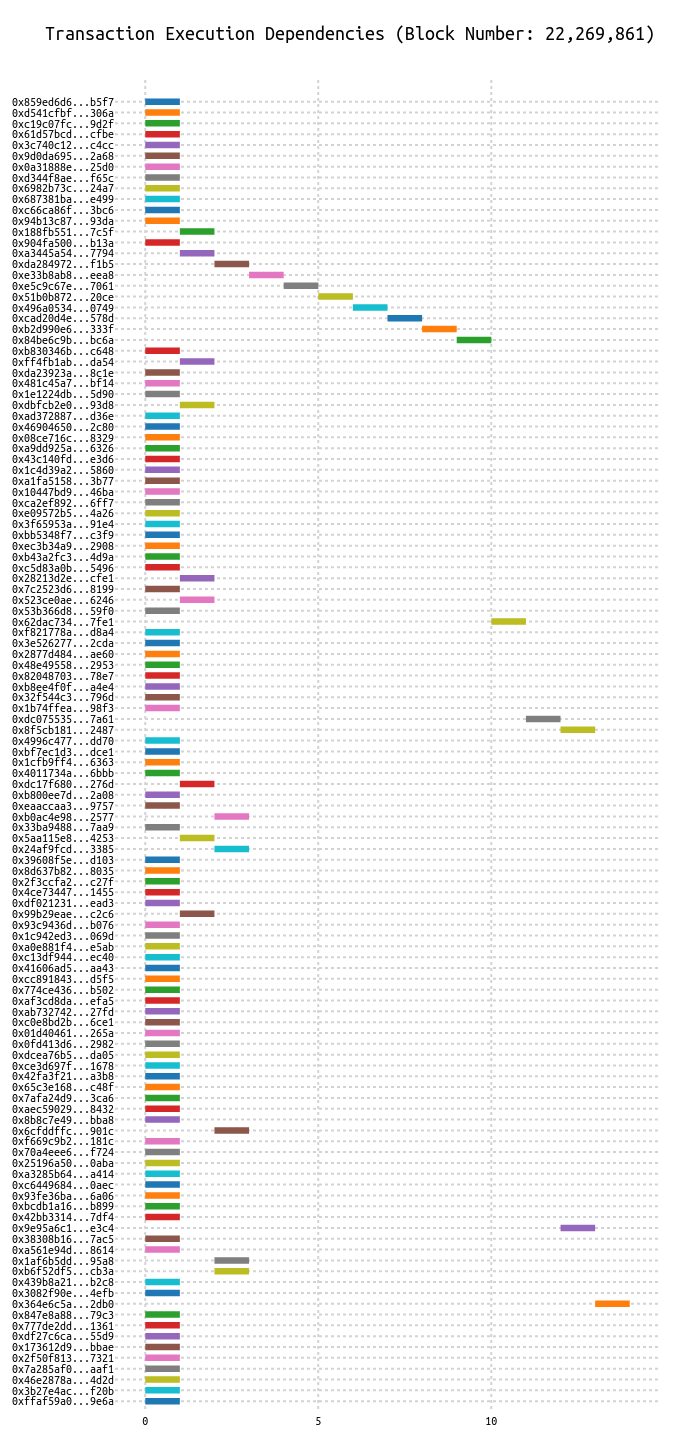 Transaction Execution Dependencies (Block Number: 22,269,861)
0x859ed6d6...b5f7
0xd541cfbf...306a
0xc19c07fc...9d2f
0x61d57bcd...cfbe
0x3c740c12...c4cc
0x9d0da695...2a68
0x0a31888e...25d0
0xd344f8ae...f65c
0x6982b73c...24a7
0x687381ba...e499
0xc66ca86f...3bc6
0x94b13c87...93da
0x188fb551...7c5f
0x904fa500...b13a
0xa3445a54...7794
0xda284972...f1b5
0xe33b8ab8...eea8
0xe5c9c67e...7061
0x51b0b872...20ce
0x496a0534...0749
0xcad20d4e...578d
0xb2d990e6...333f
0x84be6c9b...bc6a
0xb830346b...c648
0xff4fb1ab...da54
0xda23923a...8c1e
0x481c45a7...bf14
0x1e1224db...5d90
0xdbfcb2e0...93d8
0xad372887...d36e
0x46904650...2c80
0x08ce716c...8329
0xa9dd925a...6326
0x43c140fd...e3d6
0x1c4d39a2...5860
0xa1fa5158...3b77
0x10447bd9...46ba
0xca2ef892...6ff7
0xe09572b5...4a26
0x3f65953a...91e4
0xbb5348f7...c3f9
0xec3b34a9...2908
0xb43a2fc3...4d9a
0xc5d83a0b...5496
0x28213d2e...cfe1
0x7c2523d6...8199
0x523ce0ae...6246
0x53b366d8...59f0
0x62dac734...7fe1
0xf821778a...d8a4
0x3e526277...2cda
0x2877d484...ae60
0x48e49558...2953
0x82048703...78e7
0xb8ee4f0f...a4e4
0x32f544c3...796d
0x1b74ffea...98f3
0xdc075535...7a61
0x8f5cb181...2487
0x4996c477...dd70
0xbf7ec1d3...dce1
0x1cfb9ff4...6363
0x4011734a...6bbb
0xdc17f680...276d
0xb800ee7d...2a08
0xeaaccaa3...9757
0xb0ac4e98...2577
0x33ba9488...7aa9
0x5aa115e8...4253
0x24af9fcd...3385
0x39608f5e...d103
0x8d637b82...8035
0x2f3ccfa2...c27f
0x4ce73447...1455
0xdf021231...ead3
0x99b29eae...c2c6
0x93c9436d...b076
0x1c942ed3...069d
0xa0e881f4...e5ab
0xc13df944...ec40
0x41606ad5...aa43
0xcc891843...d5f5
0x774ce436...b502
0xaf3cd8da...efa5
0xab732742...27fd
0xc0e8bd2b...6ce1
0x01d40461...265a
0x0fd413d6...2982
0xdcea76b5...da05
0xce3d697f...1678
0x42fa3f21...a3b8
0x65c3e168...c48f
0x7afa24d9...3ca6
0xaec59029...8432
0x8b8c7e49...bba8
0x6cfddffc...901c
0xf669c9b2...181c
0x70a4eee6...f724
0x25196a50...0aba
0xa3285b64...a414
0xc6449684...0aec
0x93fe36ba...6a06
0xbcdb1a16...b899
0x42bb3314...7df4
0x9e95a6c1...e3c4
0x38308b16...7ac5
0xa561e94d...8614
0x1af6b5dd...95a8
0xb6f52df5...cb3a
0x439b8a21...b2c8
0x3082f90e...4efb
0x364e6c5a...2db0
0x847e8a88...79c3
0x777de2dd...1361
0xdf27c6ca...55d9
0x173612d9...bbae
0x2f50f813...7321
0x7a285af0...aaf1
0x46e2878a...4d2d
0x3b27e4ac...f20b
0xffaf59a0...9e6a
0 5 10